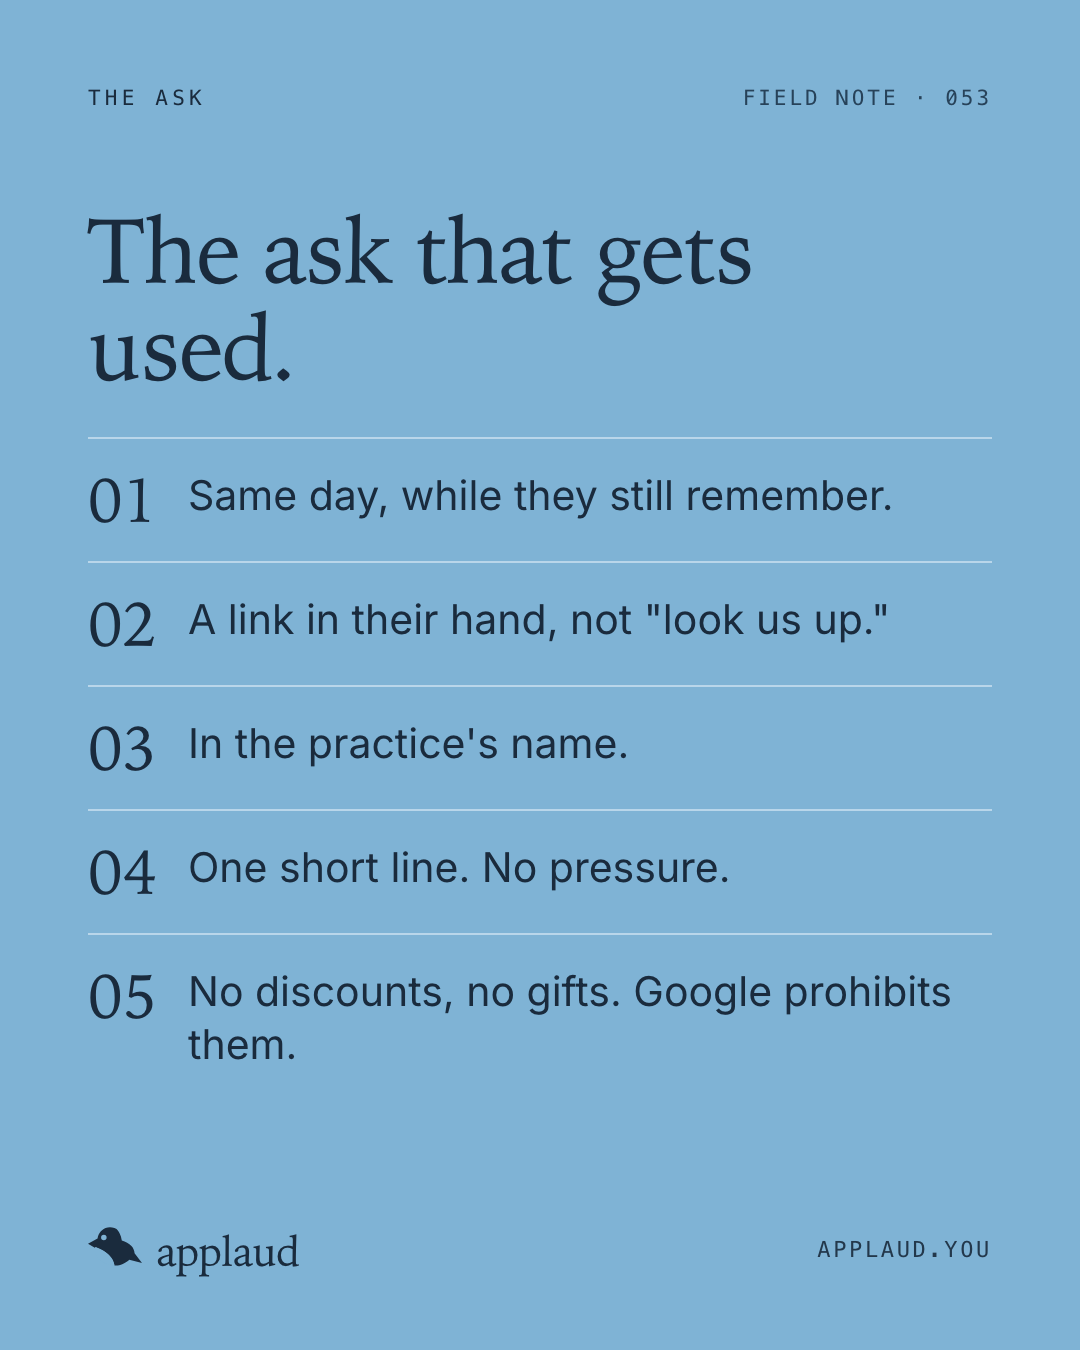 THE ASK
FIELD NOTE · 053
The ask that gets
used.
01 Same day, while they still remember.
02 A link in their hand, not "look us up."
03 In the practice's name.
04 One short line. No pressure.
05 No discounts, no gifts. Google prohibits
them.
applaud
APPLAUD.YOU